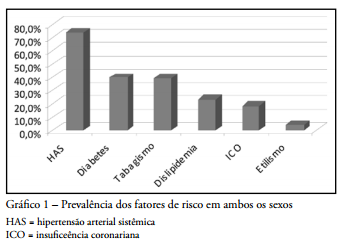 80,0%
70,0%
60,0%
50,0%
40,0%
30,0%
20,0%
10,0%
0,0%
HAS
Diabetes
Tabagismo
Dislipidemia
ICO
Etilismo
Gráfico 1 – Prevalência dos fatores de risco em ambos os sexos
HAS = hipertensão arterial sistêmica
ICO = insuficeência coronariana